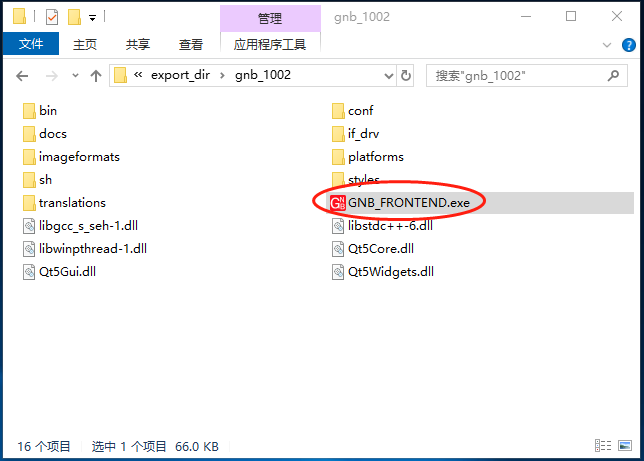 管理
gnb_1002
文件 主页 共享 查看 应用程序工具
« export_dir › gnb_1002
搜索"gnb_1002"
bin conf
docs if_drv
imageformats platforms
sh styles
translations GNB_FRONTEND.exe
libgcc_s_seh-1.dll libstdc++-6.dll
libwinpthread-1.dll Qt5Core.dll
Qt5Gui.dll Qt5Widgets.dll
16 个项目 选中 1 个项目 66.0 KB